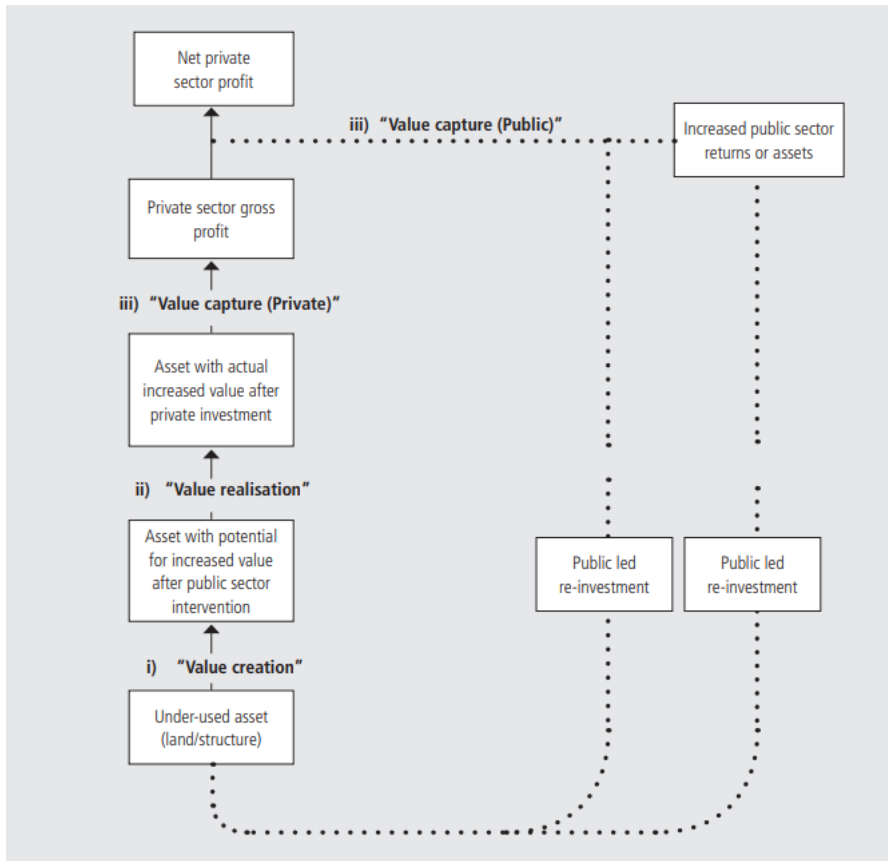 Net private
sector profit
iii) “Value capture (Public)”
Increased public sector
returns or assets
Private sector gross
profit
iii) “Value capture (Private)”
Asset with actual
increased value after
private investment
ii) “Value realisation”
Asset with potential
for increased value
after public sector
intervention
Public led
re-investment
Public led
re-investment
i) “Value creation”
Under-used asset
(land/structure)